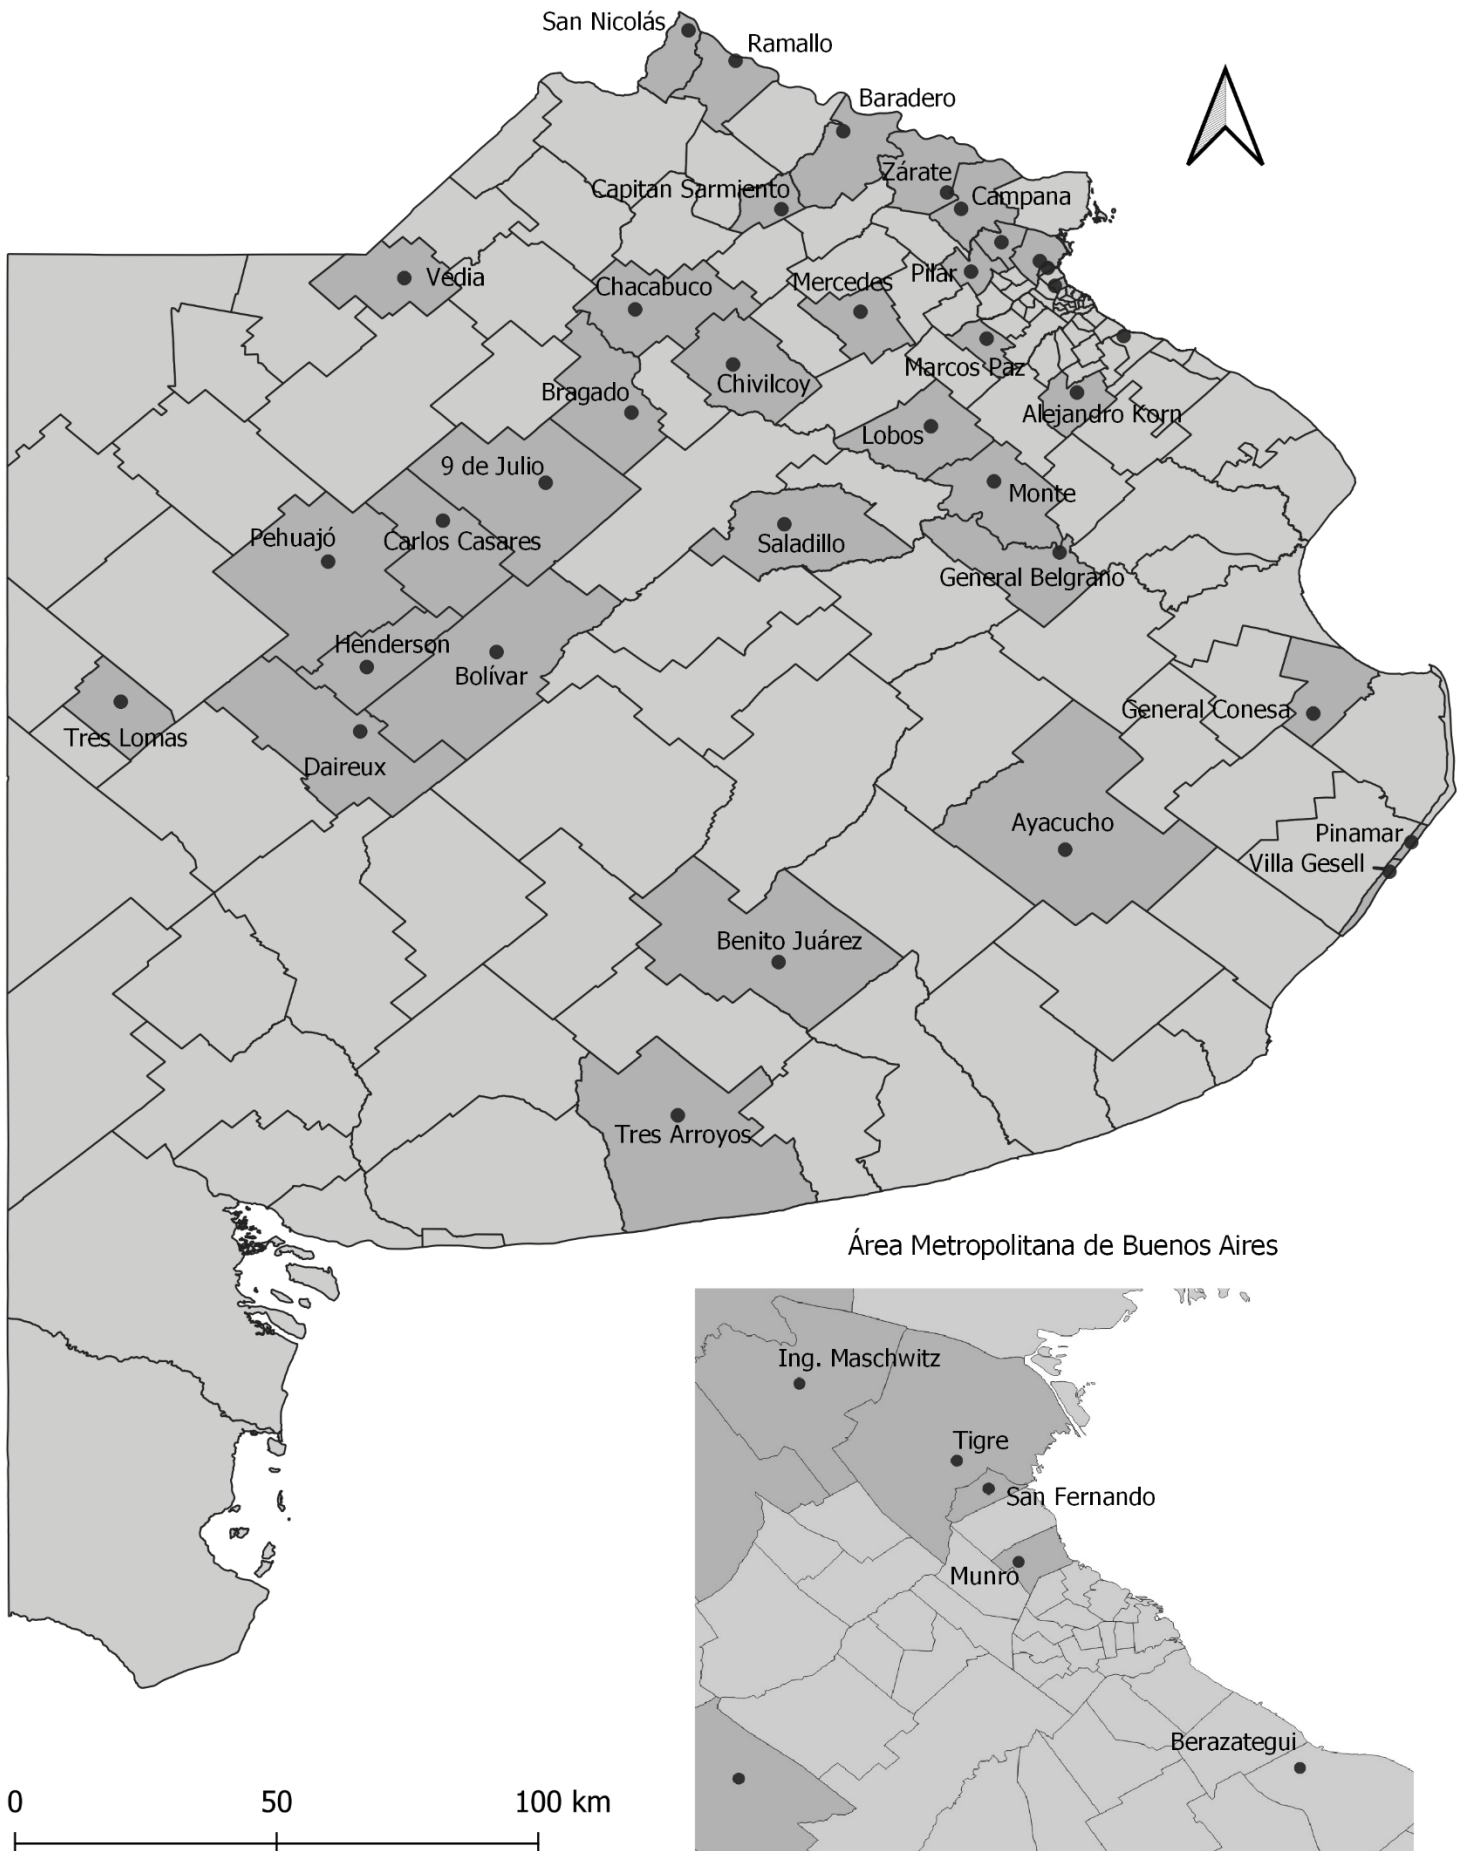 San Nicolás
Ramallo
Baradero
Zárate
Capitan Sarmiento
Campana
Vedia
Chacabuco
Mercedes
Pilar
Marcos Paz
Chivilcoy
Bragado
Alejandro Korn
Lobos
9 de Julio
Monte
Pehuajó
Carlos Casares
Saladillo
General Belgrano
Henderson
Bolívar
General Conesa
Tres Lomas
Daireux
Ayacucho
Pinamar
Villa Gesell
Benito Juárez
Tres Arroyos
Área Metropolitana de Buenos Aires
Ing. Maschwitz
Tigre
San Fernando
Munro
Berazategui
0 50 100 km